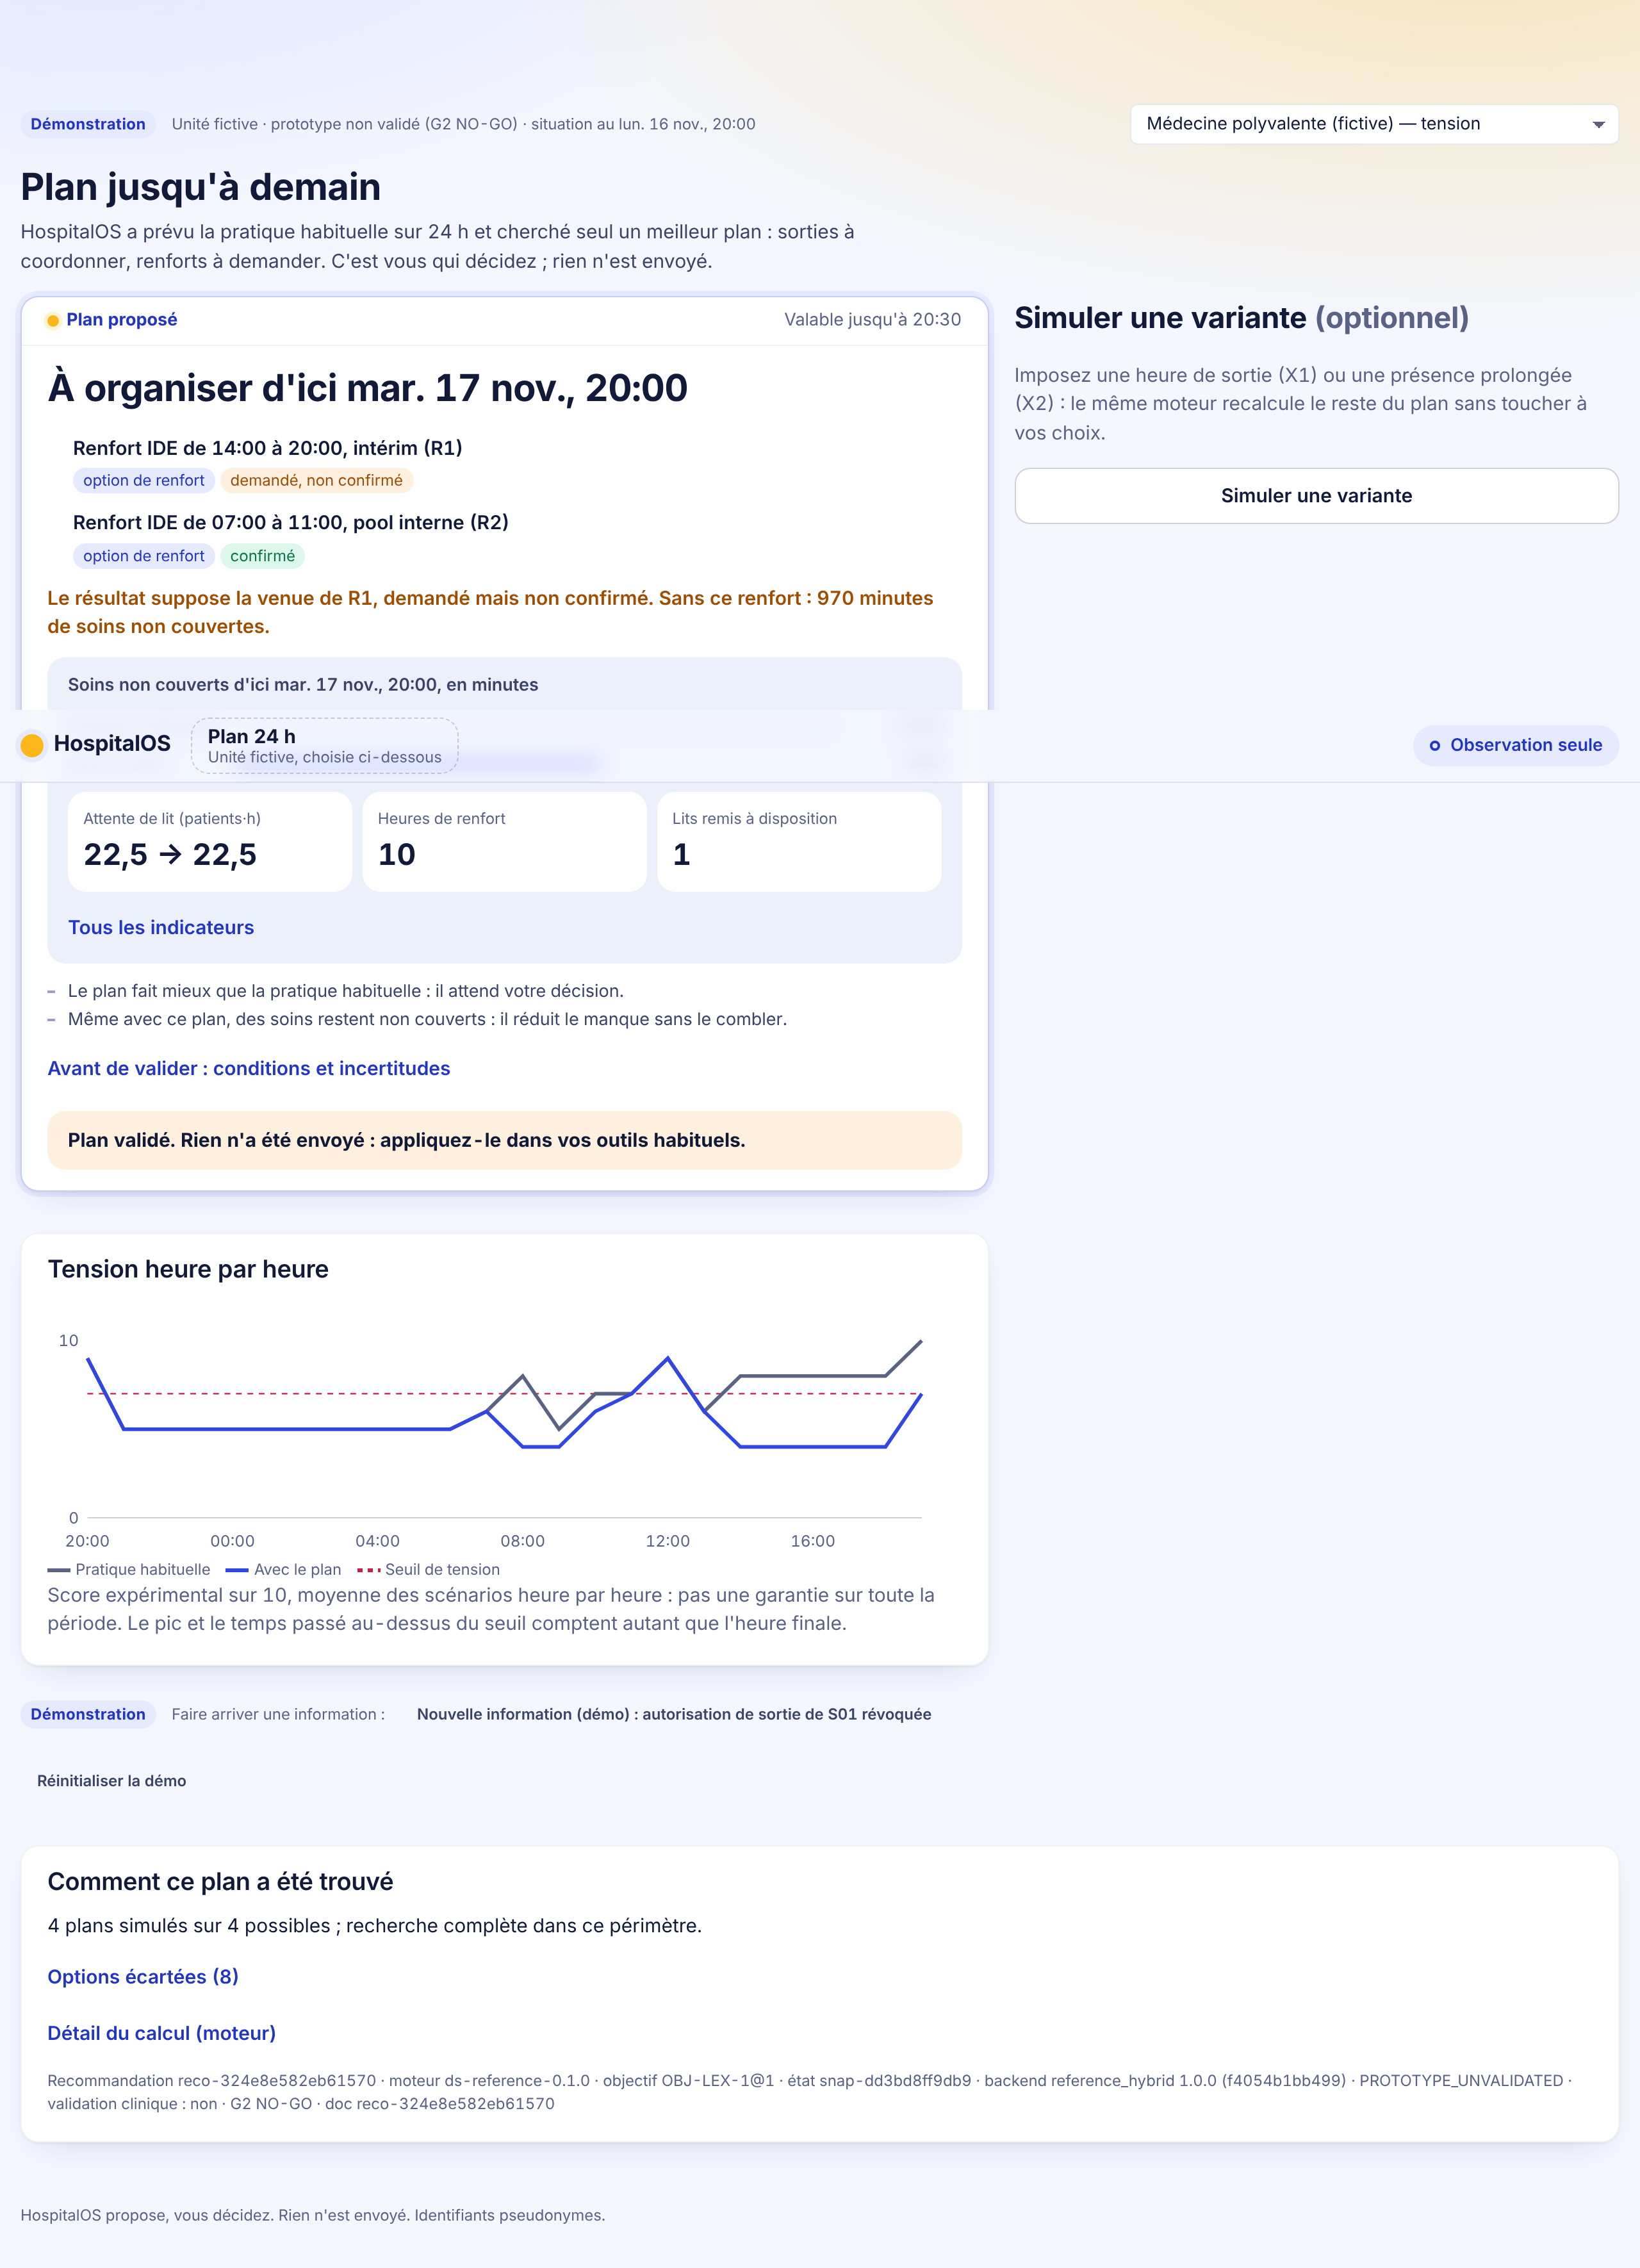 Démonstration Unité fictive · prototype non validé (G2 NO-GO) · situation au lun. 16 nov., 20:00
Médecine polyvalente (fictive) — tension
Plan jusqu'à demain
HospitalOS a prévu la pratique habituelle sur 24 h et cherché seul un meilleur plan : sorties à
coordonner, renforts à demander. C'est vous qui décidez ; rien n'est envoyé.
Plan proposé
Valable jusqu'à 20:30
À organiser d'ici mar. 17 nov., 20:00
Renfort IDE de 14:00 à 20:00, intérim (R1)
option de renfort demandé, non confirmé
Renfort IDE de 07:00 à 11:00, pool interne (R2)
option de renfort confirmé
Le résultat suppose la venue de R1, demandé mais non confirmé. Sans ce renfort : 970 minutes
de soins non couvertes.
Soins non couverts d'ici mar. 17 nov., 20:00, en minutes
Simuler une variante (optionnel)
Imposez une heure de sortie (X1) ou une présence prolongée
(X2) : le même moteur recalcule le reste du plan sans toucher à
vos choix.
Simuler une variante
HospitalOS
Plan 24 h
Unité fictive, choisie ci-dessous
Observation seule
Attente de lit (patients·h)
22,5 → 22,5
Heures de renfort
10
Lits remis à disposition
1
Tous les indicateurs
– Le plan fait mieux que la pratique habituelle : il attend votre décision.
– Même avec ce plan, des soins restent non couverts : il réduit le manque sans le combler.
Avant de valider : conditions et incertitudes
Plan validé. Rien n'a été envoyé : appliquez-le dans vos outils habituels.
Tension heure par heure
10
0
20:00 00:00 04:00 08:00 12:00 16:00
Pratique habituelle Avec le plan Seuil de tension
Score expérimental sur 10, moyenne des scénarios heure par heure : pas une garantie sur toute la
période. Le pic et le temps passé au-dessus du seuil comptent autant que l'heure finale.
Démonstration Faire arriver une information : Nouvelle information (démo) : autorisation de sortie de S01 révoquée
Réinitialiser la démo
Comment ce plan a été trouvé
4 plans simulés sur 4 possibles ; recherche complète dans ce périmètre.
Options écartées (8)
Détail du calcul (moteur)
Recommandation reco-324e8e582eb61570 · moteur ds-reference-0.1.0 · objectif OBJ-LEX-1@1 · état snap-dd3bd8ff9db9 · backend reference_hybrid 1.0.0 (f4054b1bb499) · PROTOTYPE_UNVALIDATED ·
validation clinique : non · G2 NO-GO · doc reco-324e8e582eb61570
HospitalOS propose, vous décidez. Rien n'est envoyé. Identifiants pseudonymes.